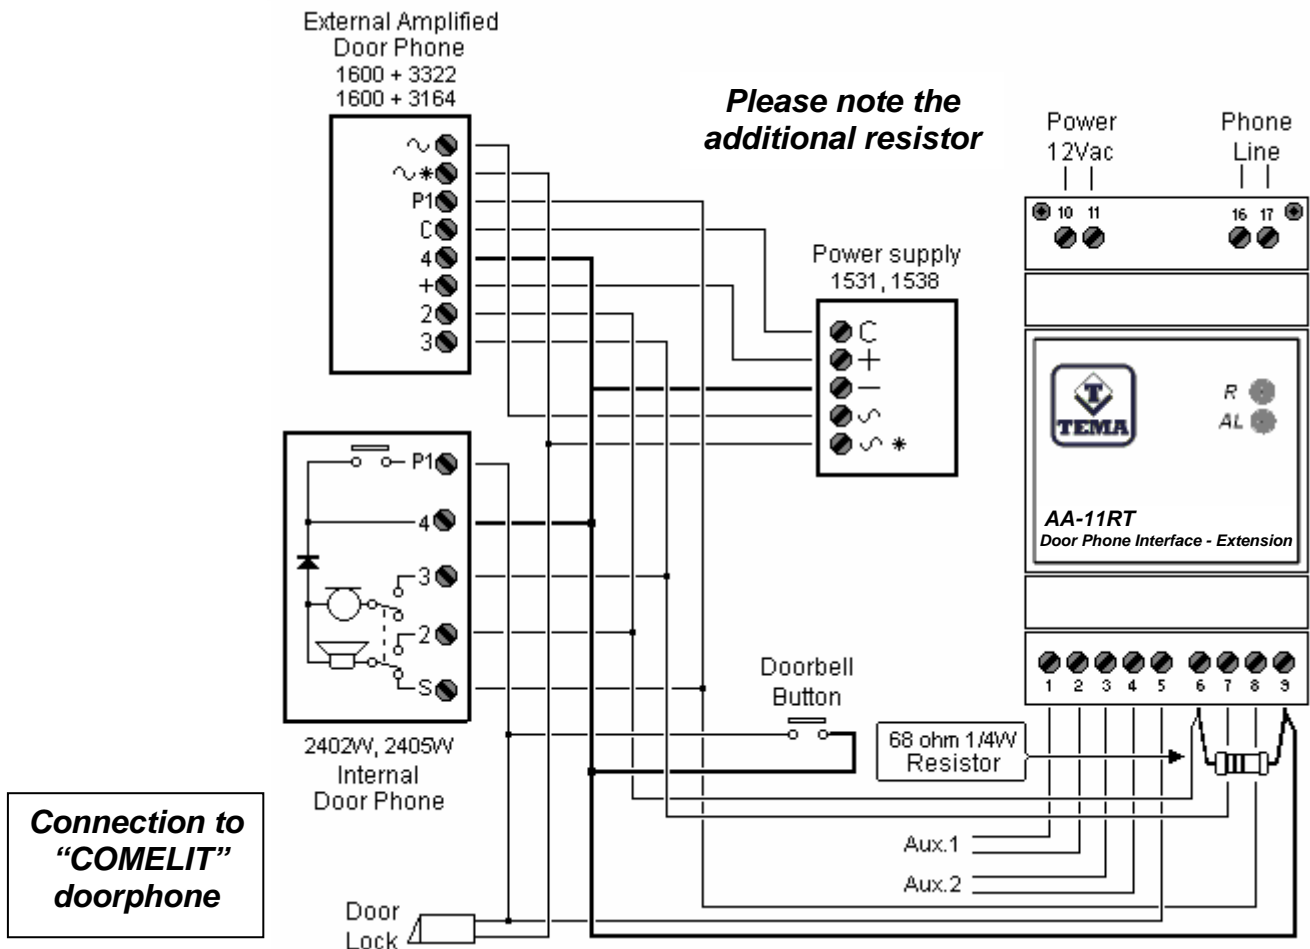 External Amplified
Door Phone
1600 + 3322
1600 + 3164
∿
∿*
P1
C
4
+
2
3
Please note the
additional resistor
Power
12Vac
Phone
Line
10 11
16 17
Power supply
1531, 1538
C
+
−
∿
∿ *
T
TEMA
R
AL
AA-11RT
Door Phone Interface - Extension
P1
4
3
2
S
2402W, 2405W
Internal
Door Phone
Doorbell
Button
1 2 3 4 5 6 7 8 9
68 ohm 1/4W
Resistor
Aux.1
Aux.2
Connection to
“COMELIT”
doorphone
Door
Lock